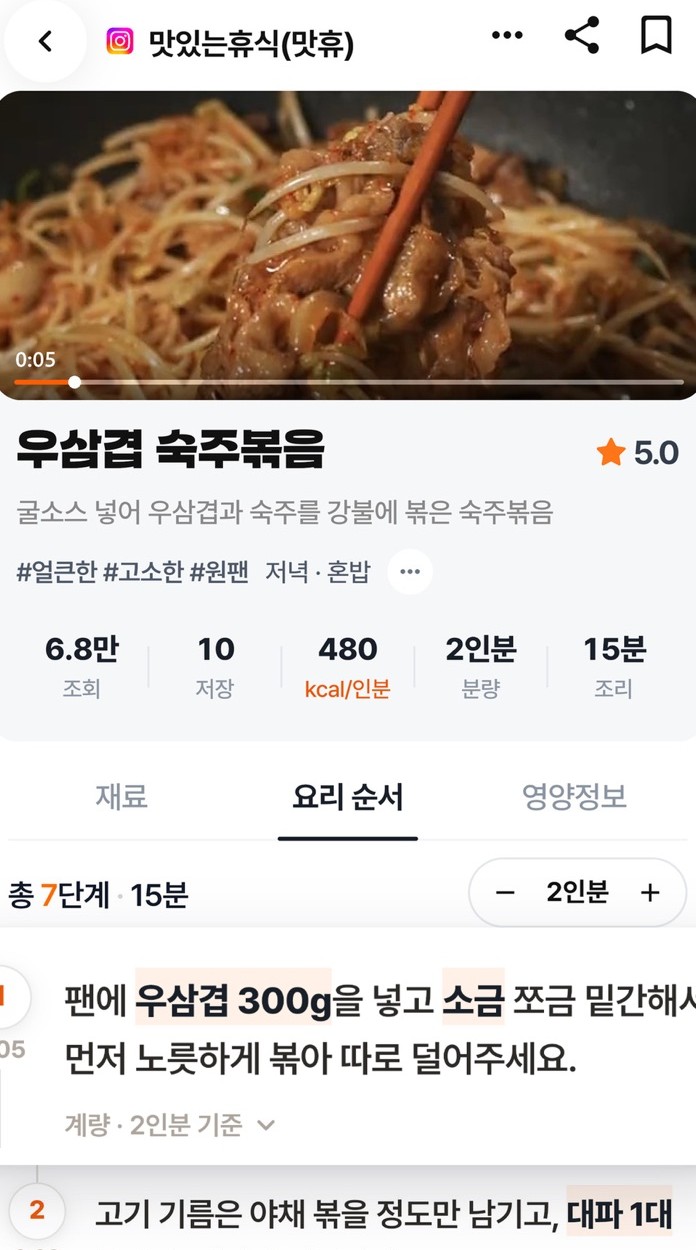 맛있는휴식(맛휴)
0:05
우삼겹 숙주볶음
5.0
굴소스 넣어 우삼겹과 숙주를 강불에 볶은 숙주볶음
#얼큰한 #고소한 #원팬 저녁 · 혼밥
6.8만 10 480 2인분 15분
조회 저장 kcal/인분 분량 조리
재료 요리 순서 영양정보
총 7단계 · 15분
2인분
팬에 우삼겹 300g을 넣고 소금 쪼금 밑간해서
05
먼저 노릇하게 볶아 따로 덜어주세요.
계량 · 2인분 기준
2
고기 기름은 야채 볶을 정도만 남기고, 대파 1대